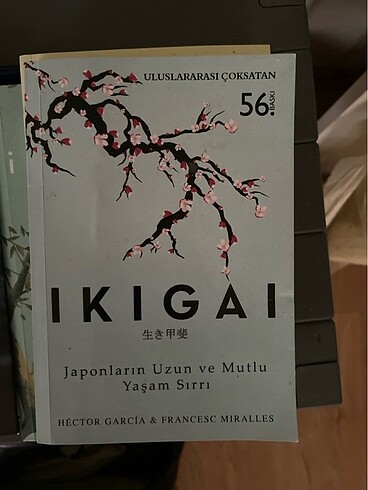 ULUSLARARASI ÇOKSATAN
56. BASKI
IKIGAI
生き甲斐
Japonların Uzun ve Mutlu
Yaşam Sırrı
HÉCTOR GARCÍA & FRANCESC MIRALLES